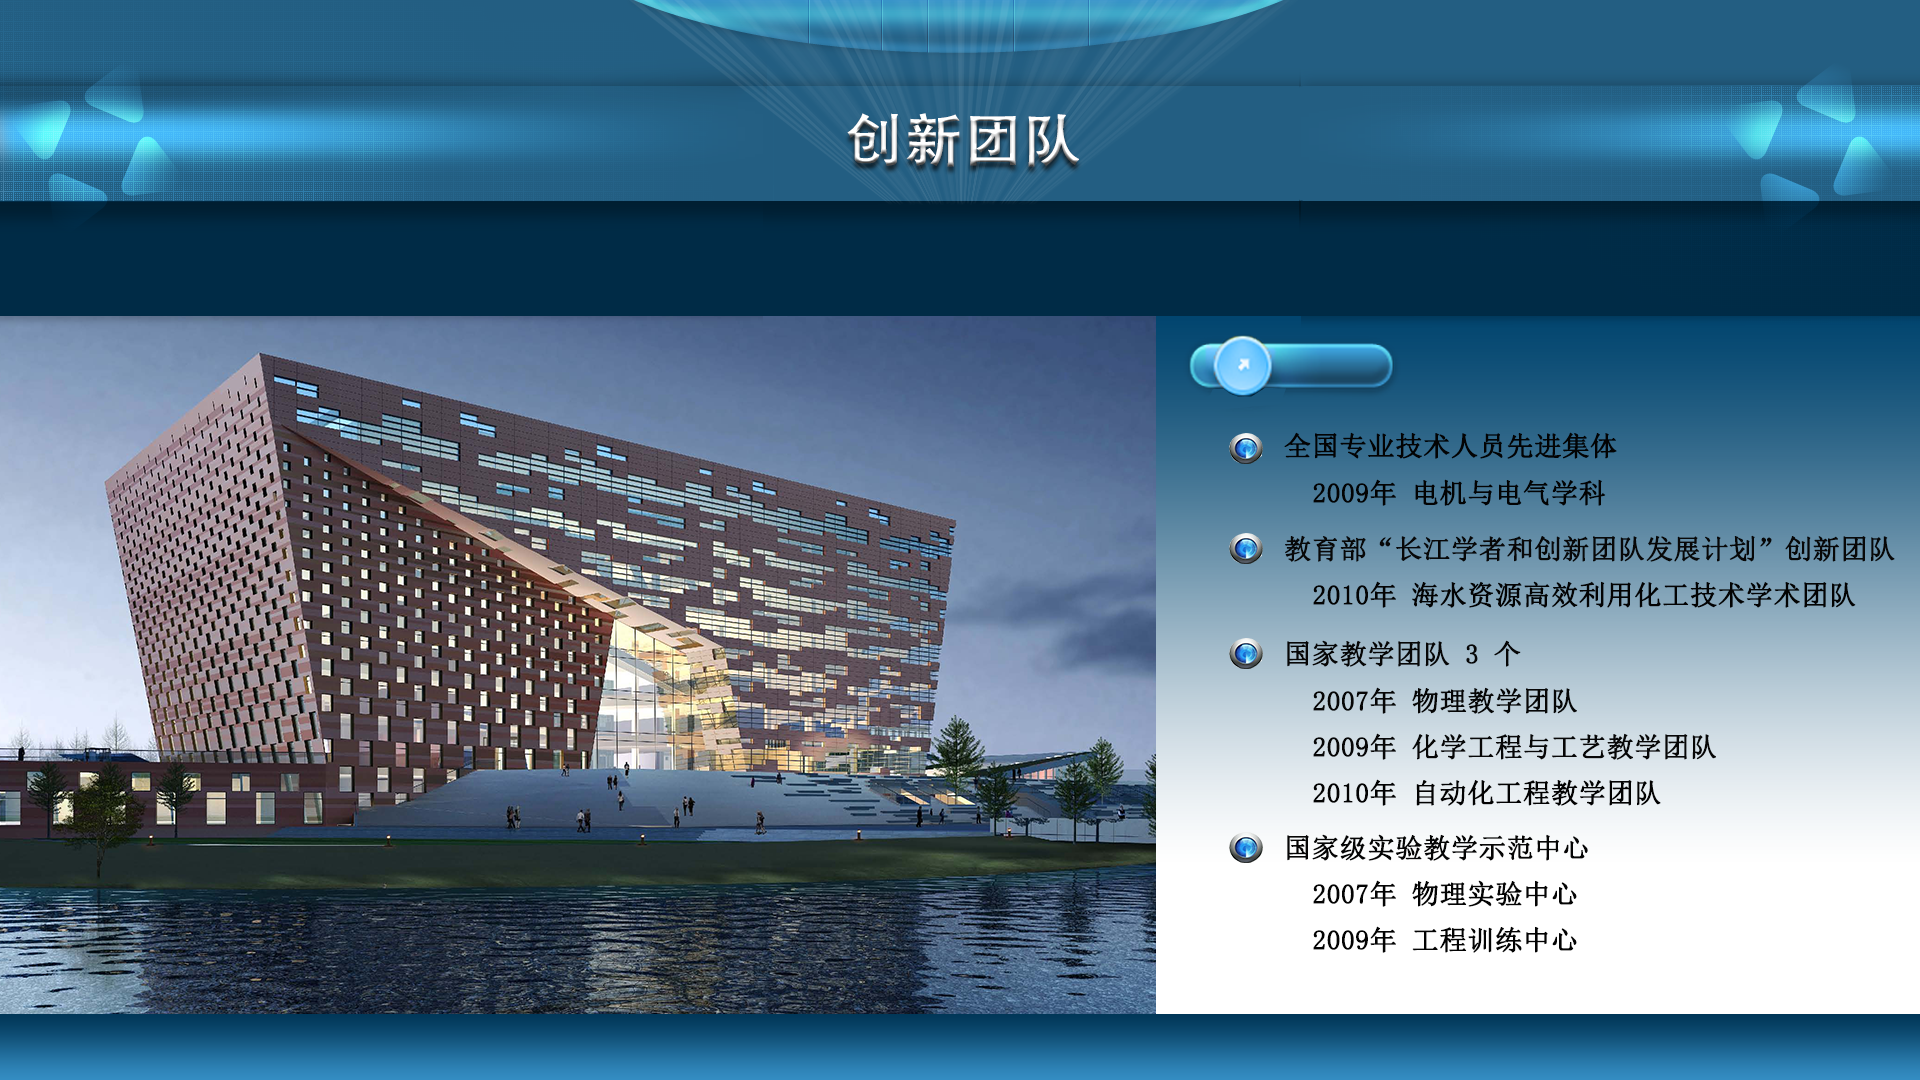 创新团队
全国专业技术人员先进集体
2009年 电机与电气学科
教育部“长江学者和创新团队发展计划”创新团队
2010年 海水资源高效利用化工技术学术团队
国家教学团队 3 个
2007年 物理教学团队
2009年 化学工程与工艺教学团队
2010年 自动化工程教学团队
国家级实验教学示范中心
2007年 物理实验中心
2009年 工程训练中心